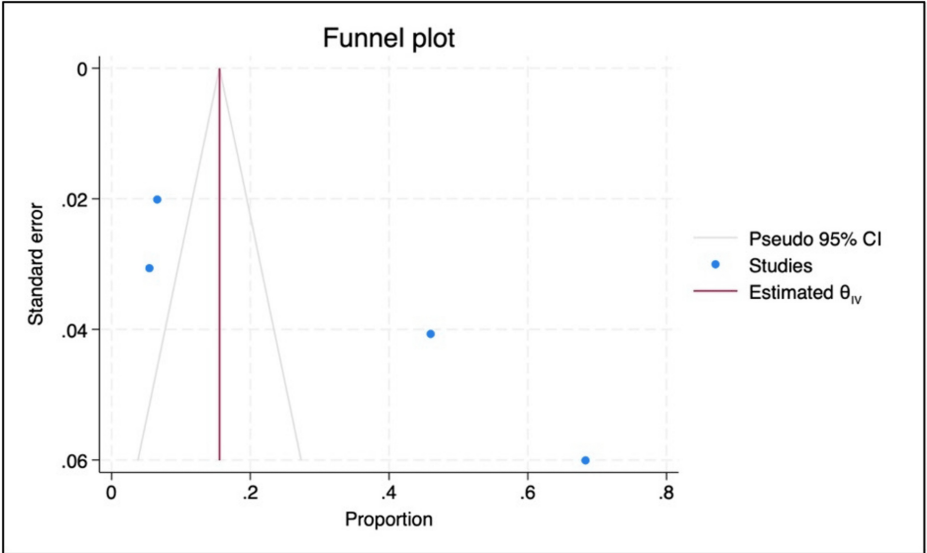 Funnel plot
0
.02
.04
.06
Standard error
0 .2 .4 .6 .8
Proportion
Pseudo 95% CI
Studies
Estimated θIV